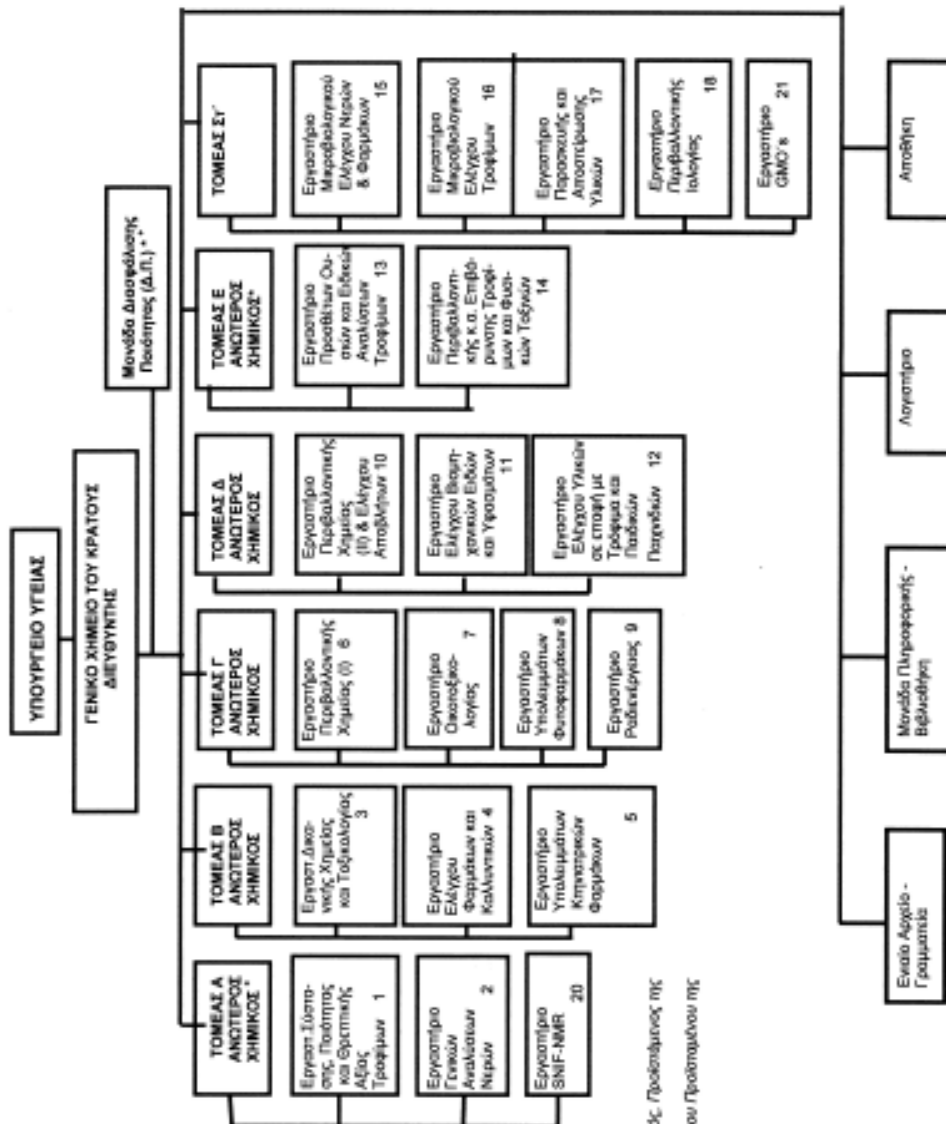 ΥΠΟΥΡΓΕΙΟ ΥΓΕΙΑΣ
ΓΕΝΙΚΟ ΧΗΜΕΙΟ ΤΟΥ ΚΡΑΤΟΥΣ
ΔΙΕΥΘΥΝΤΗΣ
Μονάδα Διασφάλισης
Ποιότητας (Δ.Π.) * *
ΤΟΜΕΑΣ Α
ΑΝΩΤΕΡΟΣ
ΧΗΜΙΚΟΣ*
Εργαστ.Σύστα-
σης, Ποιότητας
και Θρεπτικής
Αξίας
Τροφίμων 1
Εργαστήριο
Γενικών
Αναλύσεων
Νερών 2
Εργαστήριο
SNIF-NMR
20
ΤΟΜΕΑΣ Β
ΑΝΩΤΕΡΟΣ
ΧΗΜΙΚΟΣ
Εργαστ.Δικα-
νικής Χημείας
και Τοξικολογίας
3
Εργαστήριο
Ελέγχου
Φαρμάκων και
Καλλυντικών 4
Εργαστήριο
Υπολειμμάτων
Κτηνιατρικών
Φαρμάκων
5
ΤΟΜΕΑΣ Γ
ΑΝΩΤΕΡΟΣ
ΧΗΜΙΚΟΣ
Εργαστήριο
Περιβαλλοντικής
Χημείας (Ι) 6
Εργαστήριο
Οικοτοξικο-
λογίας 7
Εργαστήριο
Υπολειμμάτων
Φυτοφαρμάκων 8
Εργαστήριο
Ραδιενέργειας 9
ΤΟΜΕΑΣ Δ
ΑΝΩΤΕΡΟΣ
ΧΗΜΙΚΟΣ
Εργαστήριο
Περιβαλλοντικής
Χημείας
(ΙΙ) & Ελέγχου
Αποβλήτων 10
Εργαστήριο
Ελέγχου Βιομη-
χανικών Ειδών
και Υφασμάτων
11
Εργαστήριο
Ελέγχου Υλικών
σε επαφή με
Τρόφιμα και
Παιδικών
Παιχνιδιών 12
ΤΟΜΕΑΣ Ε
ΑΝΩΤΕΡΟΣ
ΧΗΜΙΚΟΣ*
Εργαστήριο
Προσθέτων Ου-
σιών και Ειδικών
Αναλύσεων
Τροφίμων 13
Εργαστήριο
Περιβαλλοντι-
κής κ.α. Επιβά-
ρυνσης Τροφί-
μων και Φυσι-
κών Τοξινών
14
ΤΟΜΕΑΣ Στ΄
Εργαστήριο
Μικροβιολογικού
Ελέγχου Νερών
& Φαρμάκων
15
Εργαστήριο
Μικροβιολογικού
Ελέγχου
Τροφίμων 16
Εργαστήριο
Παρασκευής και
Αποστείρωσης
Υλικών 17
Εργαστήριο
Περιβαλλοντικής
Ιολογίας
18
Εργαστήριο
GMO's
21
ός, Προϊστάμενος της
ου Προϊσταμένου της
Ενιαίο Αρχείο -
Γραμματεία
Μονάδα Πληροφορικής -
Βιβλιοθήκη
Λογιστήριο
Αποθήκη